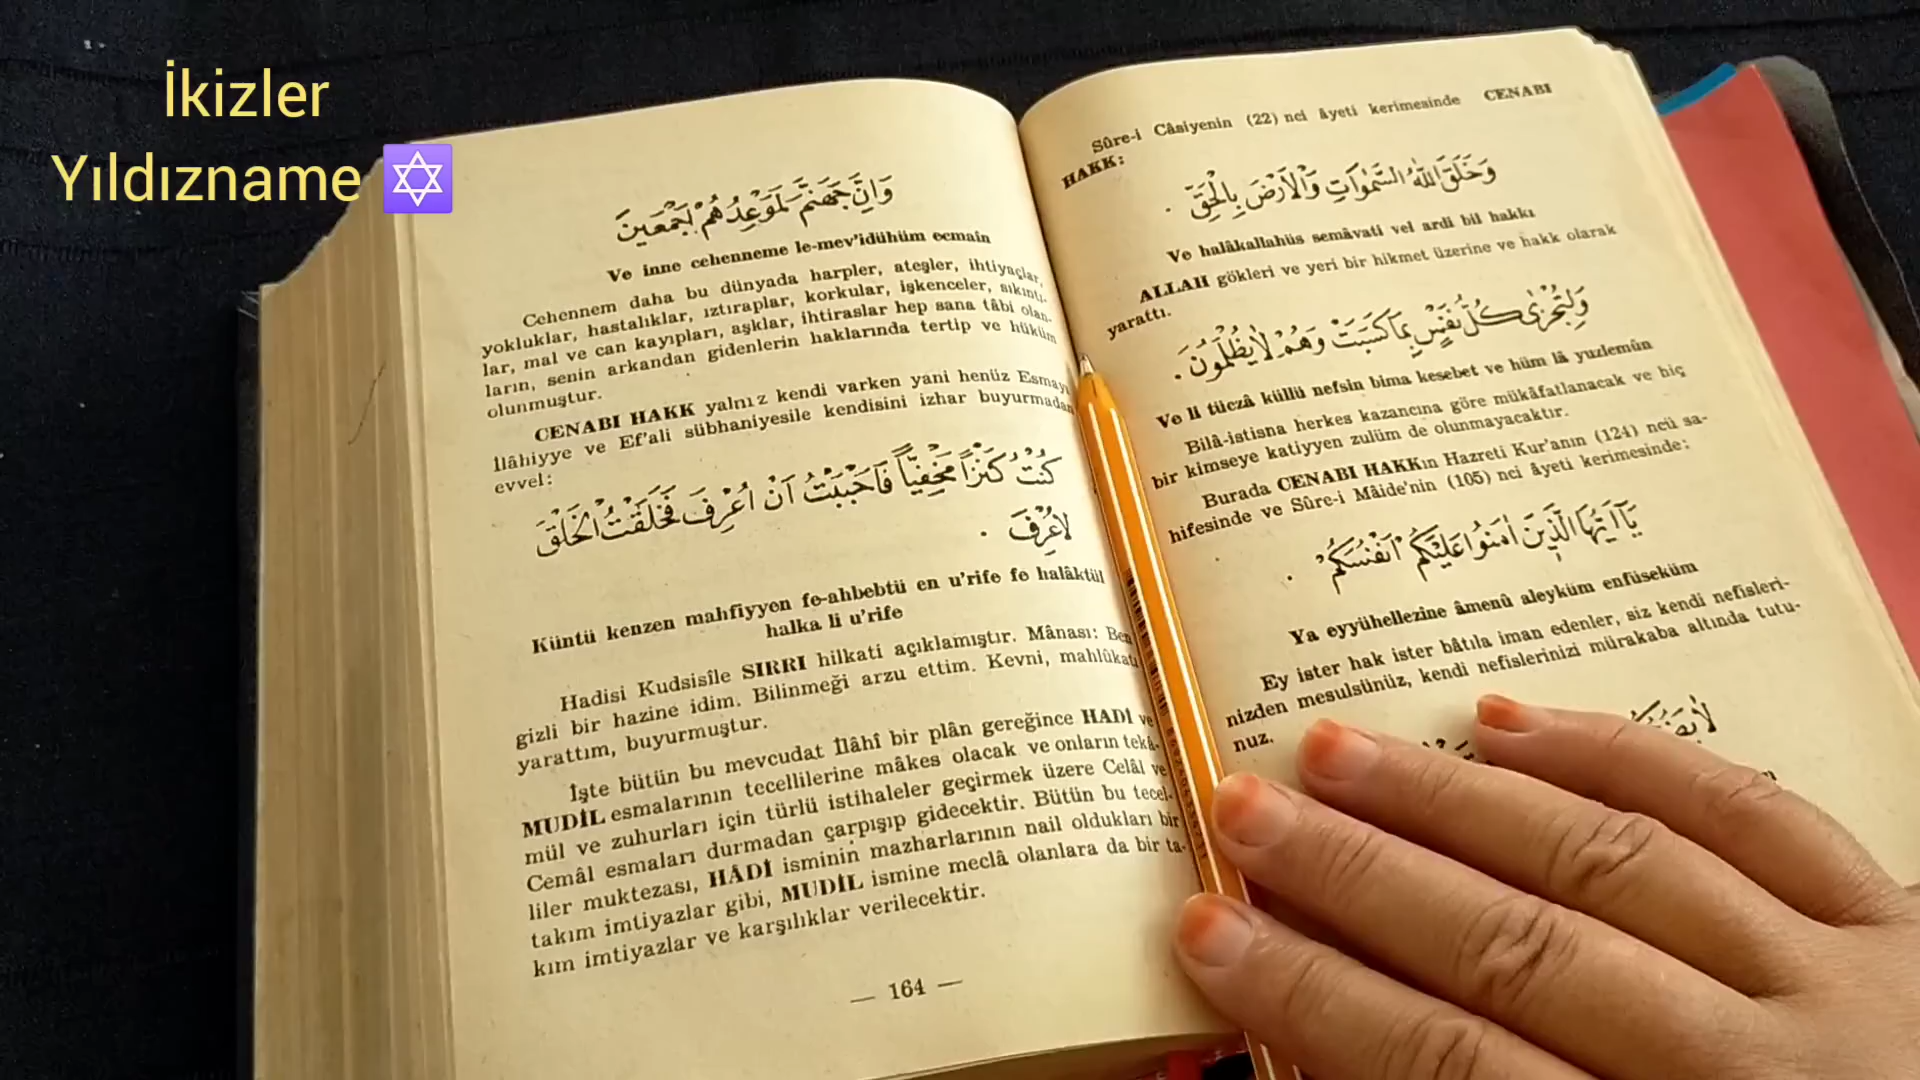 İkizler
Yıldızname
وَاِنَّ جَهَنَّمَ لَمَوْعِدُهُمْ اَجْمَعِينَ
Ve inne cehenneme le-mev'idühüm ecmaîn
Cehennem daha bu dünyada harpler, ateşler, ihtiyaçlar,
yokluklar, hastalıklar, ıztıraplar, korkular, işkenceler, sıkıntı-
lar, mal ve can kayıpları, aşklar, ihtiraslar hep sana tâbi olan-
ların, senin arkandan gidenlerin haklarında tertip ve hüküm
olunmuştur.
CENABI HAKK yalnız kendi varken yani henüz Esmayı
İlâhiyye ve Ef'ali sübhaniyesile kendisini izhar buyurmadan
evvel:
كُنْتُ كَنْزًا مَخْفِيًّا فَاَحْبَبْتُ اَنْ اُعْرِفَ فَخَلَقْتُ الْخَلْقَ
لِاُعْرِفَ .
Küntü kenzen mahfiyyen fe-ahbebtü en u'rife fe halâktül
halka li u'rife
Hadisi Kudsisîle SIRRI hilkati açıklamıştır. Mânası: Ben
gizli bir hazine idim. Bilinmeği arzu ettim. Kevni, mahlûkatı
yarattım, buyurmuştur.
İşte bütün bu mevcudat İlâhî bir plân gereğince HADİ ve
MUDİL esmalarının tecellilerine mâkes olacak ve onların tekâ-
mül ve zuhurları için türlü istihaleler geçirmek üzere Celâl ve
Cemâl esmaları durmadan çarpışıp gidecektir. Bütün bu tecel-
liler muktezası, HÂDİ isminin mazharlarının nail oldukları bir
takım imtiyazlar gibi, MUDİL ismine meclâ olanlara da bir ta-
kım imtiyazlar ve karşılıklar verilecektir.
— 164 —
Sûre-i Câsiyenin (22) nci âyeti kerimesinde CENABI
HAKK:
وَخَلَقَ اللّٰهُ السَّمٰوَاتِ وَالْاَرْضَ بِالْحَقِّ .
Ve halâkallahüs semâvati vel ardi bil hakkı
ALLAH gökleri ve yeri bir hikmet üzerine ve hakk olarak
yarattı.
وَلِتُجْزٰى كُلُّ نَفْسٍ بِمَا كَسَبَتْ وَهُمْ لَا يُظْلَمُونَ .
Ve li tüczâ küllü nefsin bima kesebet ve hüm lâ yuzlemûn
Bilâ-istisna herkes kazancına göre mükâfatlanacak ve hiç
bir kimseye katiyyen zulüm de olunmayacaktır.
Burada CENABI HAKKın Hazreti Kur'anın (124) ncü sa-
hifesinde ve Sûre-i Mâide'nin (105) nci âyeti kerimesinde:
يَا اَيُّهَا الَّذِينَ اٰمَنُوا عَلَيْكُمْ اَنْفُسَكُمْ .
Ya eyyühellezine âmenû aleyküm enfüseküm
Ey ister hak ister bâtıla iman edenler, siz kendi nefisleri-
nizden mesulsünüz, kendi nefislerinizi mürakaba altında tutu-
nuz.